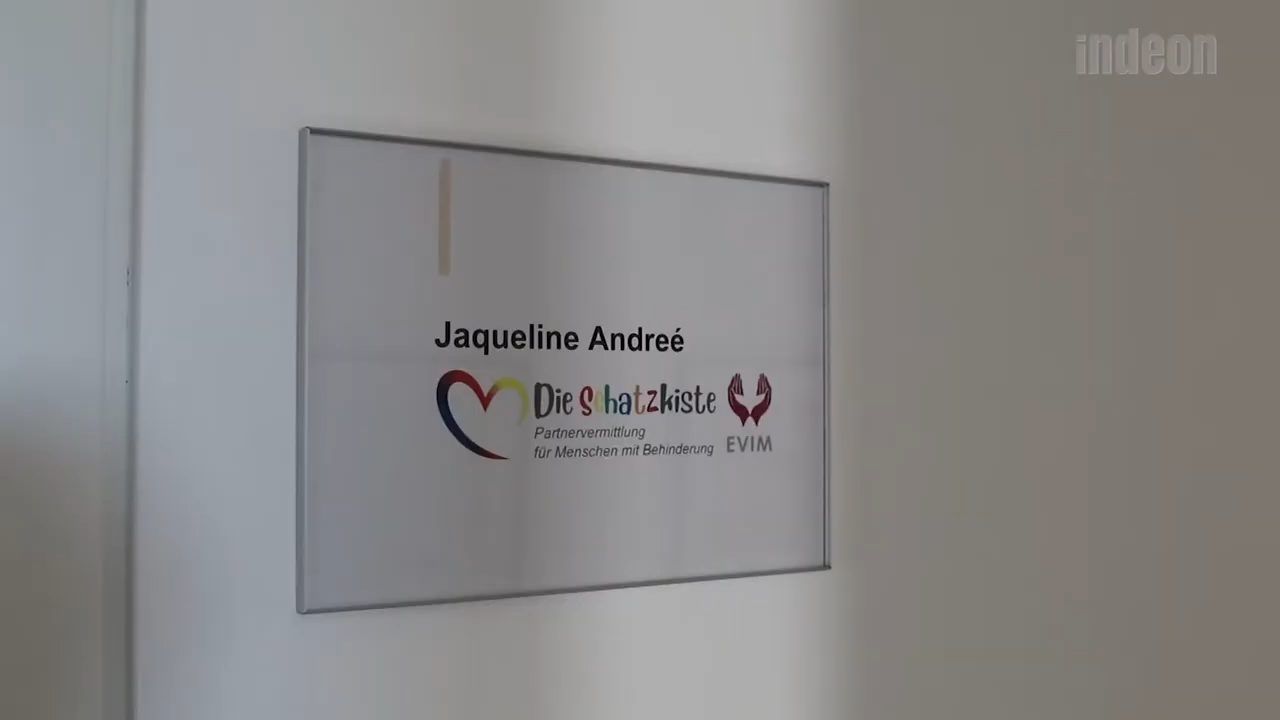 indeon
Jaqueline Andreé
Die Schatzkiste
Partnervermittlung
für Menschen mit Behinderung
EVIM